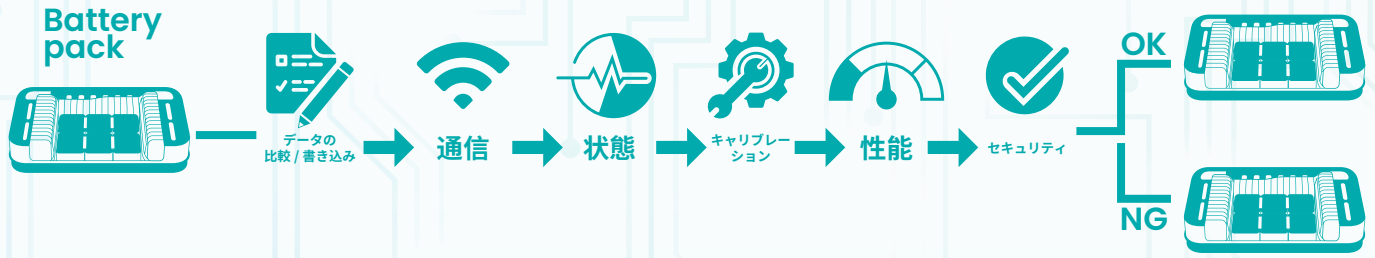 Battery
pack
データの
比較 / 書き込み
通信
状態
キャリブレー
ション
性能
セキュリティ
OK
NG